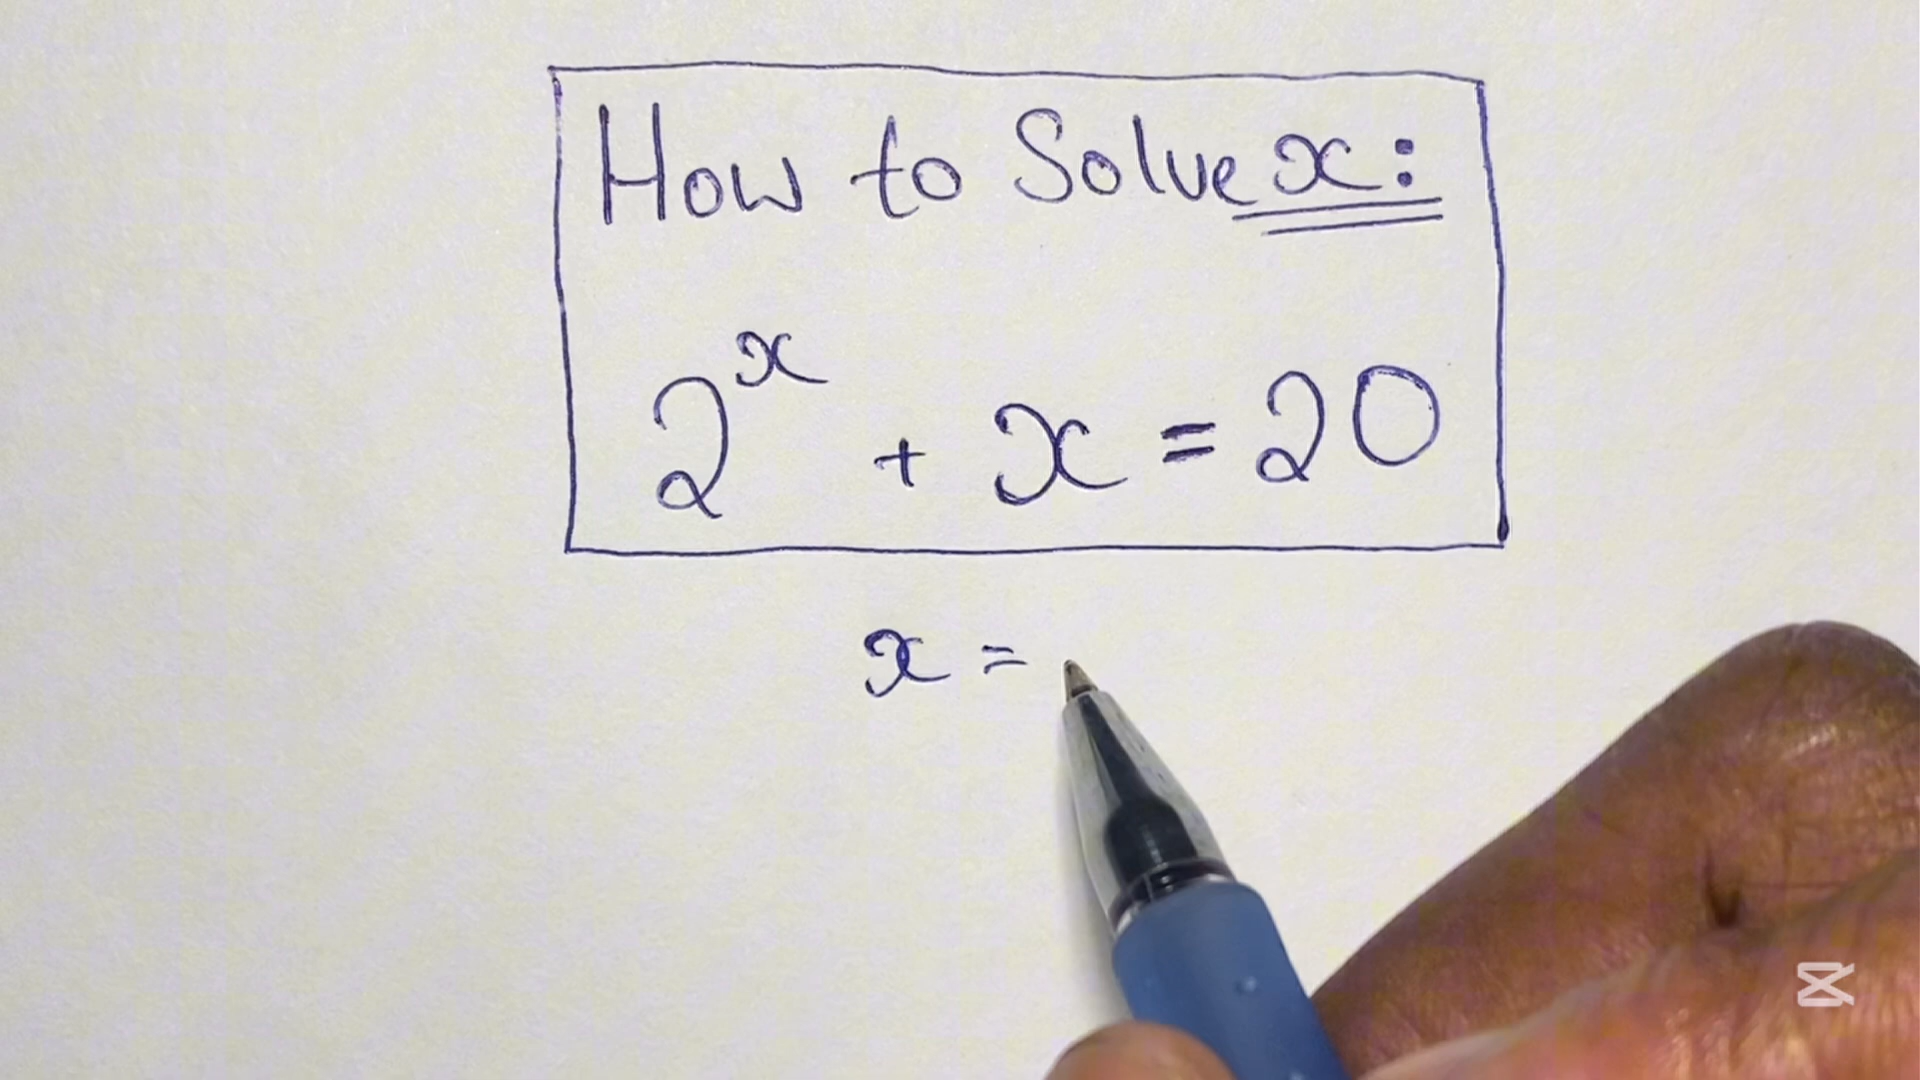 How to Solve x:
2^x + x = 20
x =